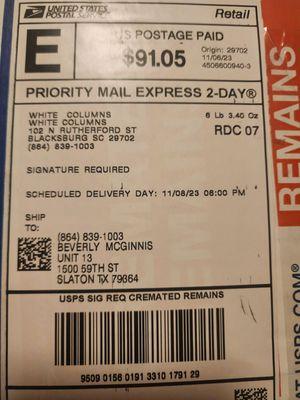 UNITED STATES
POSTAL SERVICE
Retail
E
US POSTAGE PAID
$91.05
Origin: 29702
11/06/23
4506600940-3
PRIORITY MAIL EXPRESS 2-DAY®
WHITE COLUMNS
WHITE COLUMNS
102 N RUTHERFORD ST
BLACKSBURG SC 29702
(864) 839-1003
6 Lb 3.40 Oz
RDC 07
SIGNATURE REQUIRED
SCHEDULED DELIVERY DAY: 11/08/23 06:00 PM
SHIP
TO:
(864) 839-1003
BEVERLY MCGINNIS
UNIT 13
1500 59TH ST
SLATON TX 79364
USPS SIG REQ CREMATED REMAINS
9509 0156 0191 3310 1791 29
REMAINS
AT USPS.COM